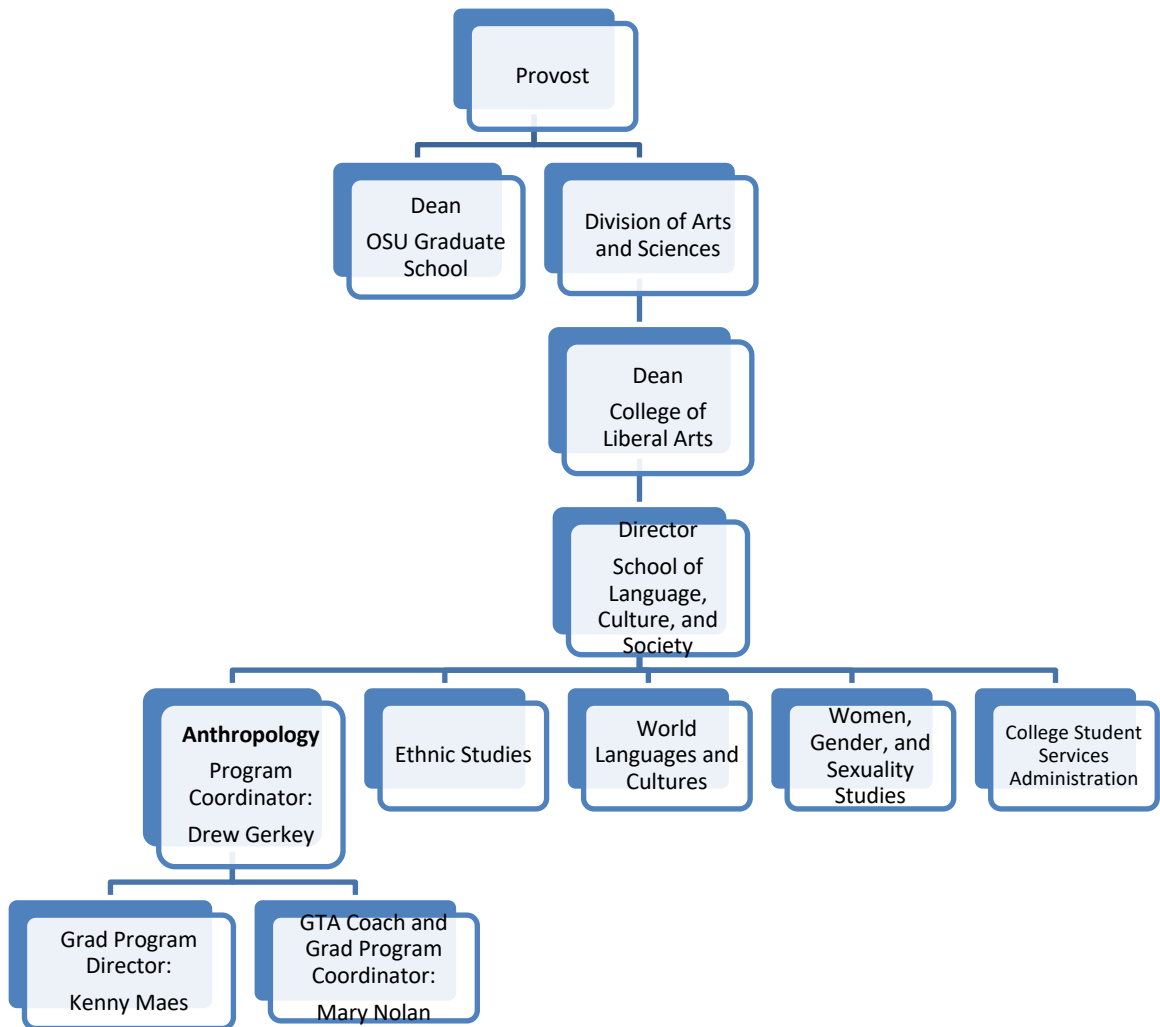 Provost
Dean
OSU Graduate
School
Division of Arts
and Sciences
Dean
College of
Liberal Arts
Director
School of
Language,
Culture, and
Society
Anthropology
Program
Coordinator:
Drew Gerkey
Ethnic Studies
World
Languages and
Cultures
Women,
Gender, and
Sexuality
Studies
College Student
Services
Administration
Grad Program
Director:
Kenny Maes
GTA Coach and
Grad Program
Coordinator:
Mary Nolan